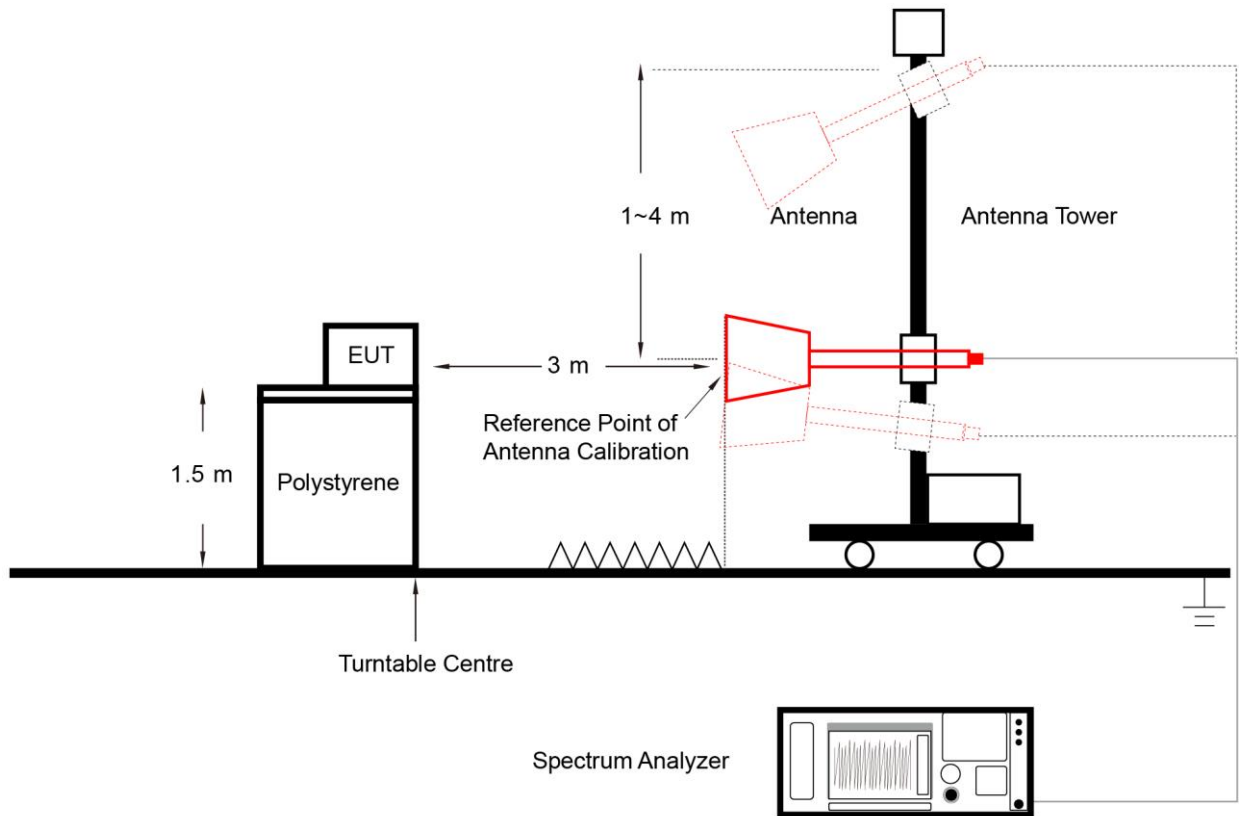 1~4 m
Antenna
Antenna Tower
EUT
3 m
Reference Point of
Antenna Calibration
1.5 m
Polystyrene
Turntable Centre
Spectrum Analyzer